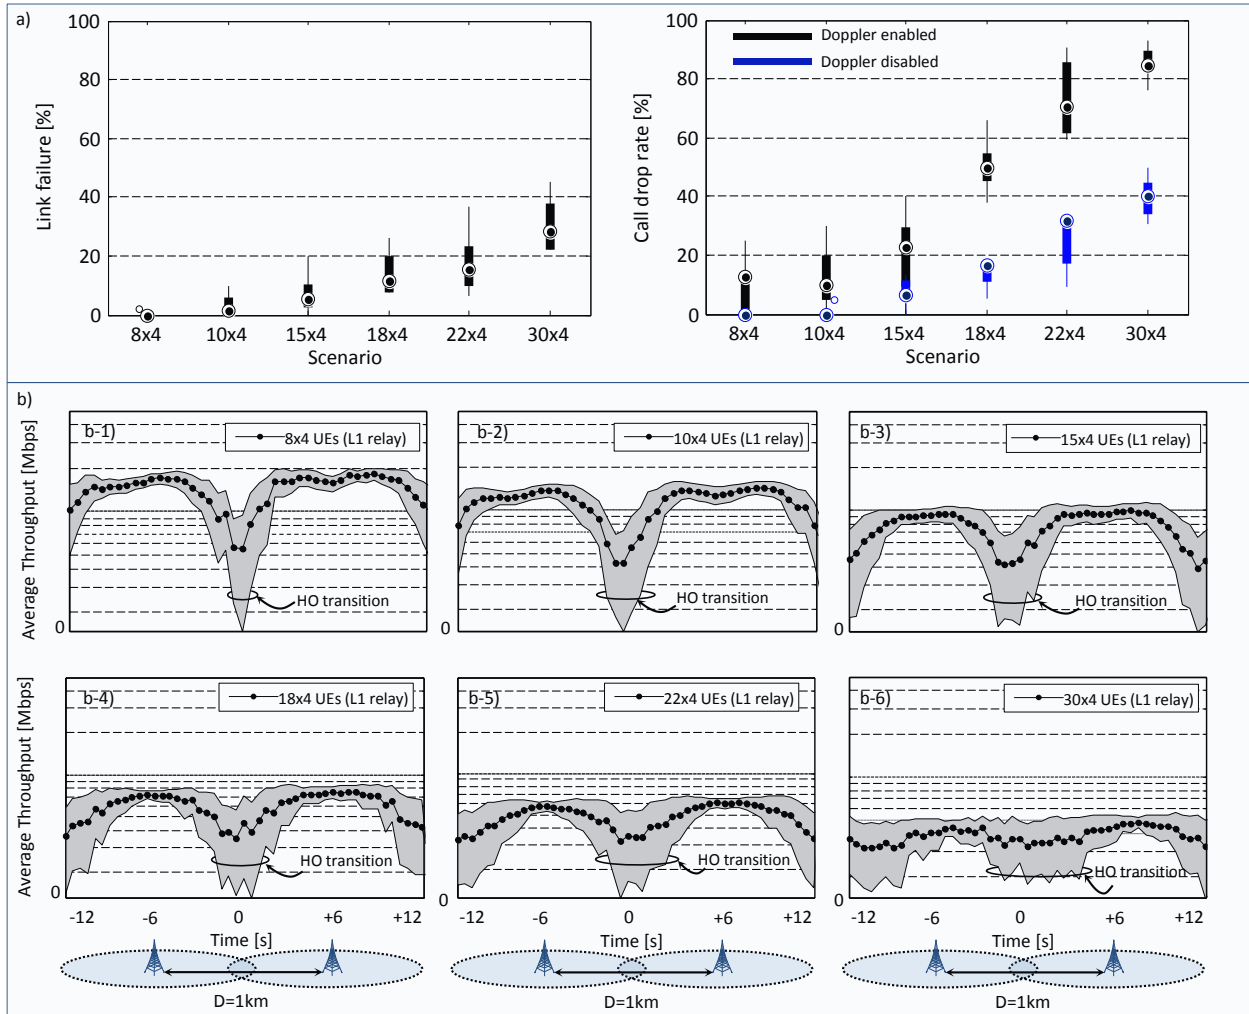 a)
Link failure [%]
100
80
60
40
20
0
8x4 10x4 15x4 18x4 22x4 30x4
Scenario
Call drop rate [%]
100
80
60
40
20
0
Doppler enabled
Doppler disabled
8x4 10x4 15x4 18x4 22x4 30x4
Scenario
b)
Average Throughput [Mbps]
0
b-1)
8x4 UEs (L1 relay)
HO transition
0
b-2)
10x4 UEs (L1 relay)
HO transition
0
b-3)
15x4 UEs (L1 relay)
HO transition
Average Throughput [Mbps]
0
b-4)
18x4 UEs (L1 relay)
HO transition
-12 -6 0 +6 +12
Time [s]
D=1km
0
b-5)
22x4 UEs (L1 relay)
HO transition
-12 -6 0 +6 +12
Time [s]
D=1km
0
b-6)
30x4 UEs (L1 relay)
HO transition
-12 -6 0 +6 +12
Time [s]
D=1km